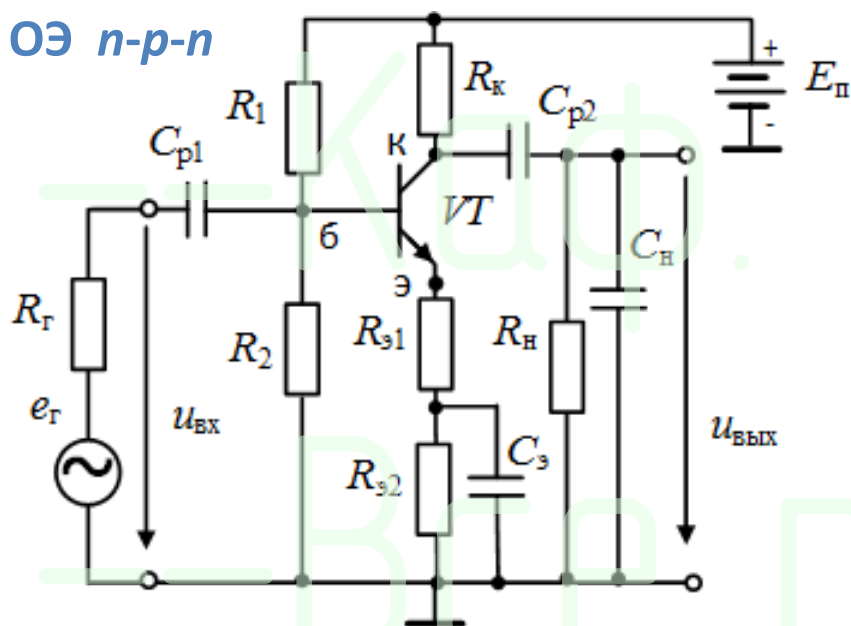 ОЭ n-p-n
R1
Rк
Cр2
+
Eп
-
Cр1
к
VT
б
Cн
э
Rг
R2
Rэ1
Rн
eг
uвх
uвых
Rэ2
Cэ